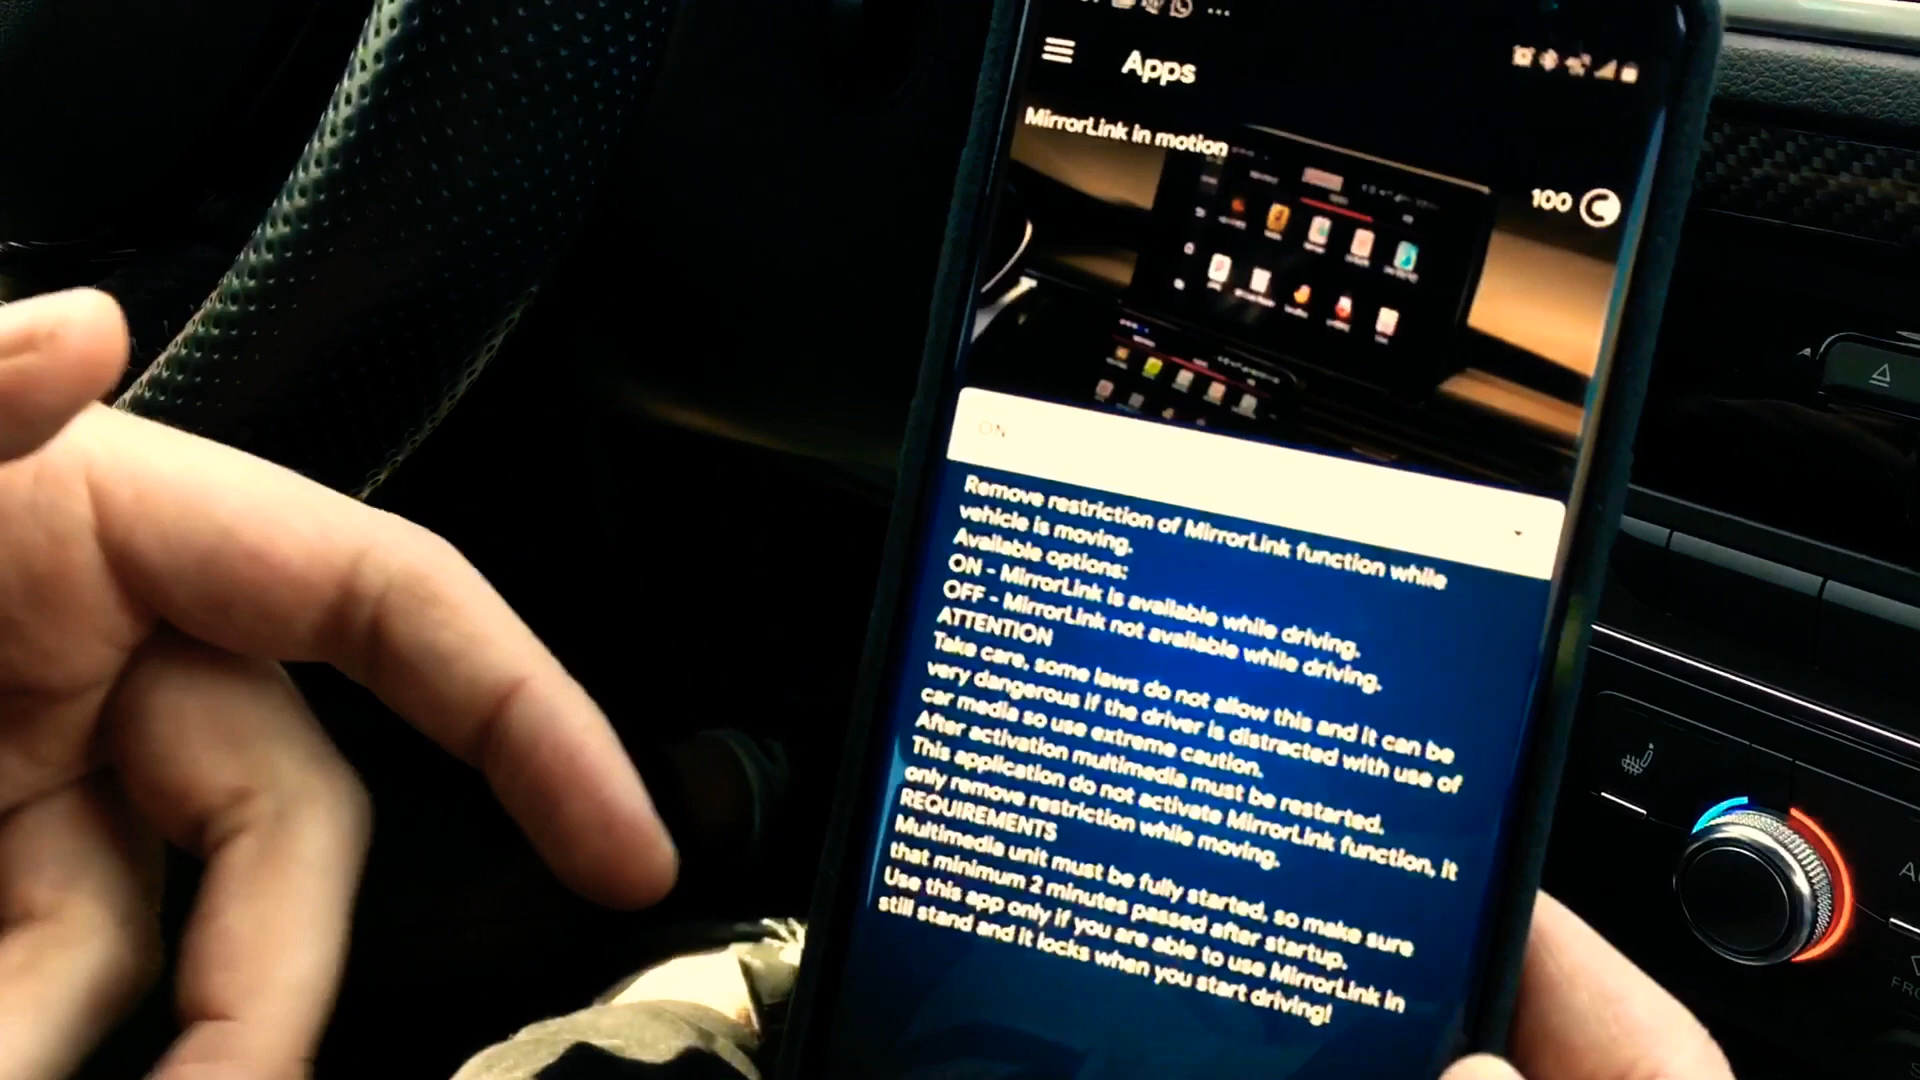 Apps
MirrorLink in motion
100
ON
Remove restriction of MirrorLink function while
vehicle is moving.
Available options:
ON - MirrorLink is available while driving.
OFF - MirrorLink not available while driving.
ATTENTION
Take care, some laws do not allow this and it can be
very dangerous if the driver is distracted with use of
car media so use extreme caution.
After activation multimedia must be restarted.
This application do not activate MirrorLink function, it
only remove restriction while moving.
REQUIREMENTS
Multimedia unit must be fully started, so make sure
that minimum 2 minutes passed after startup.
Use this app only if you are able to use MirrorLink in
still stand and it locks when you start driving!